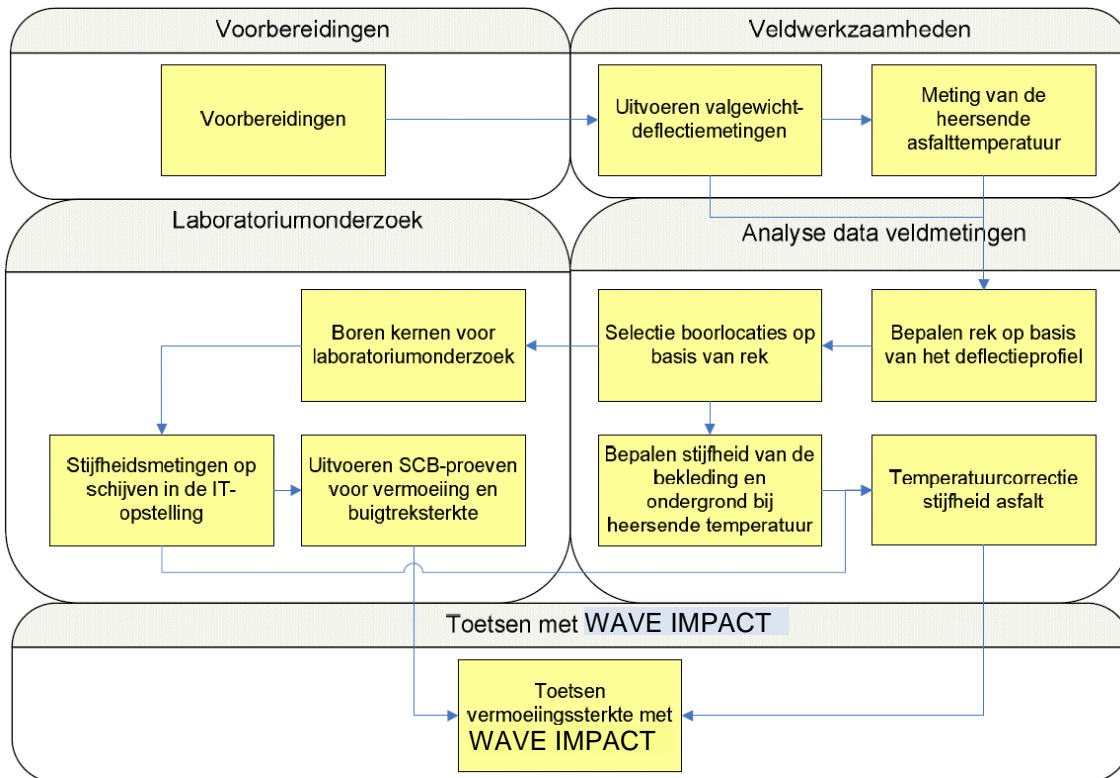 Voorbereidingen
Veldwerkzaamheden
Voorbereidingen
Uitvoeren valgewicht-
deflectiemetingen
Meting van de
heersende
asfalttemperatuur
Laboratoriumonderzoek
Analyse data veldmetingen
Boren kernen voor
laboratoriumonderzoek
Selectie boorlocaties op
basis van rek
Bepalen rek op basis
van het deflectieprofiel
Stijfheidsmetingen op
schijven in de IT-
opstelling
Uitvoeren SCB-proeven
voor vermoeiing en
buigtreksterkte
Bepalen stijfheid van de
bekleding en
ondergrond bij
heersende temperatuur
Temperatuurcorrectie
stijfheid asfalt
Toetsen met WAVE IMPACT
Toetsen
vermoeiingssterkte met
WAVE IMPACT